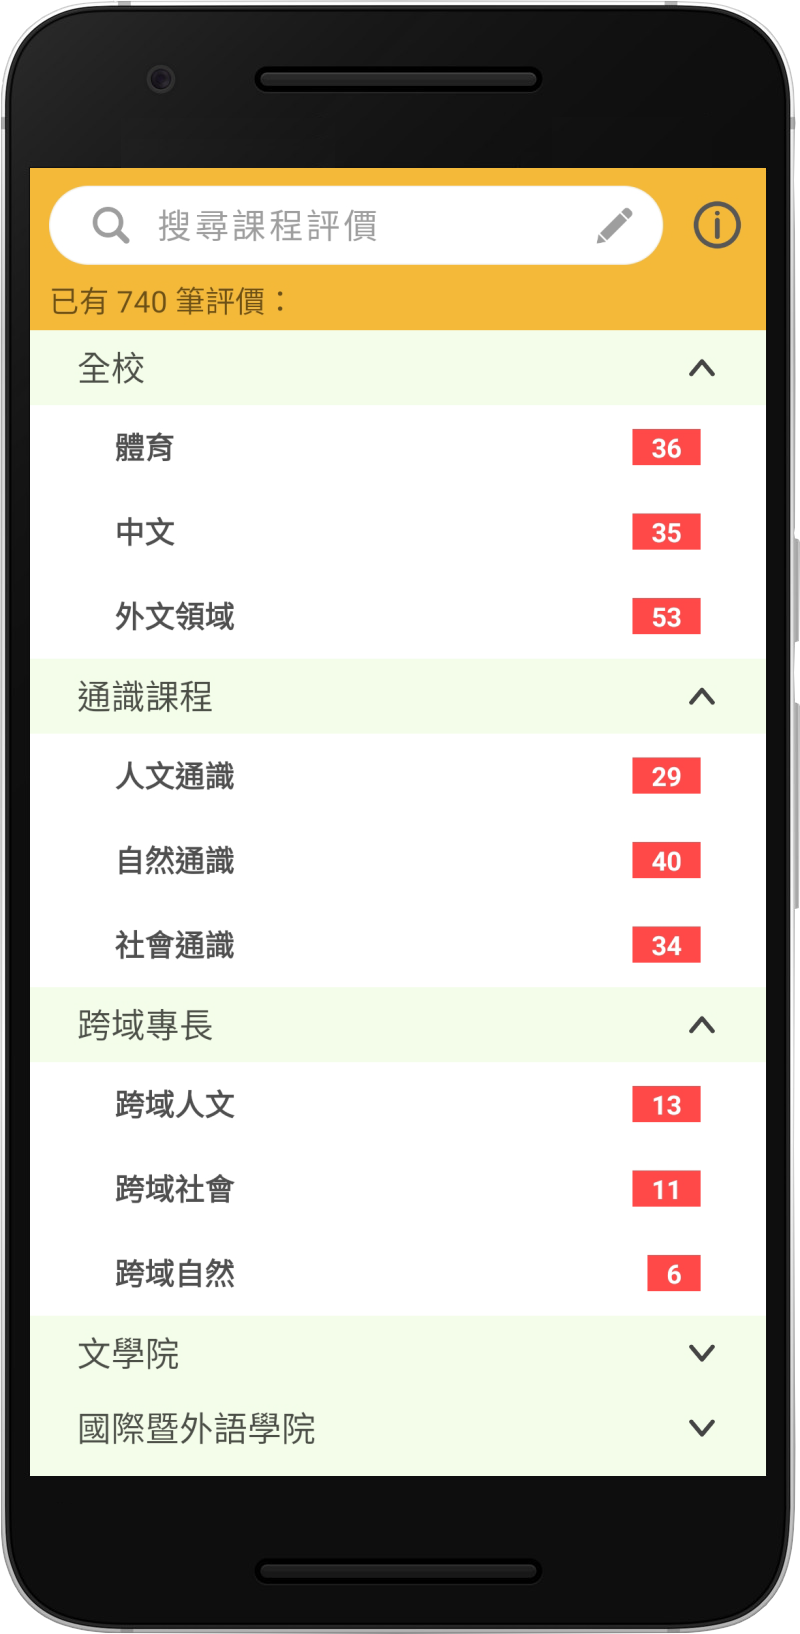 搜尋課程評價
已有 740 筆評價：
全校
體育 36
中文 35
外文領域 53
通識課程
人文通識 29
自然通識 40
社會通識 34
跨域專長
跨域人文 13
跨域社會 11
跨域自然 6
文學院
國際暨外語學院